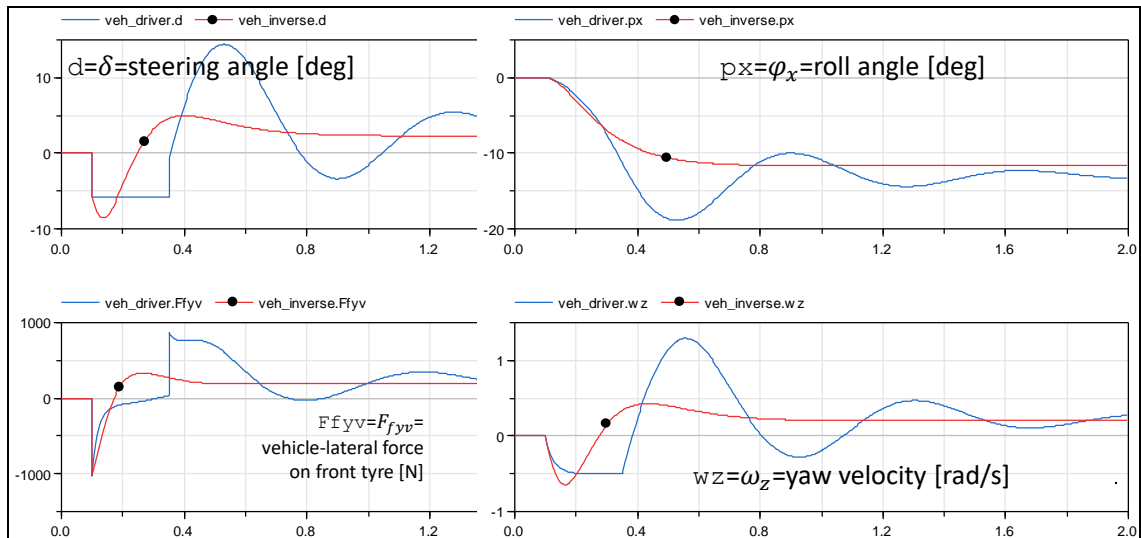 veh_driver.d veh_inverse.d
d=δ=steering angle [deg]
10
0
-10
0.0 0.4 0.8 1.2
veh_driver.px veh_inverse.px
px=φx=roll angle [deg]
0
-10
-20
0.0 0.4 0.8 1.2 1.6 2.0
veh_driver.Ffyv veh_inverse.Ffyv
1000
0
-1000
Ffyv=Ffyv=
vehicle-lateral force
on front tyre [N]
0.0 0.4 0.8 1.2
veh_driver.wz veh_inverse.wz
1
0
-1
wz=ωz=yaw velocity [rad/s]
0.0 0.4 0.8 1.2 1.6 2.0